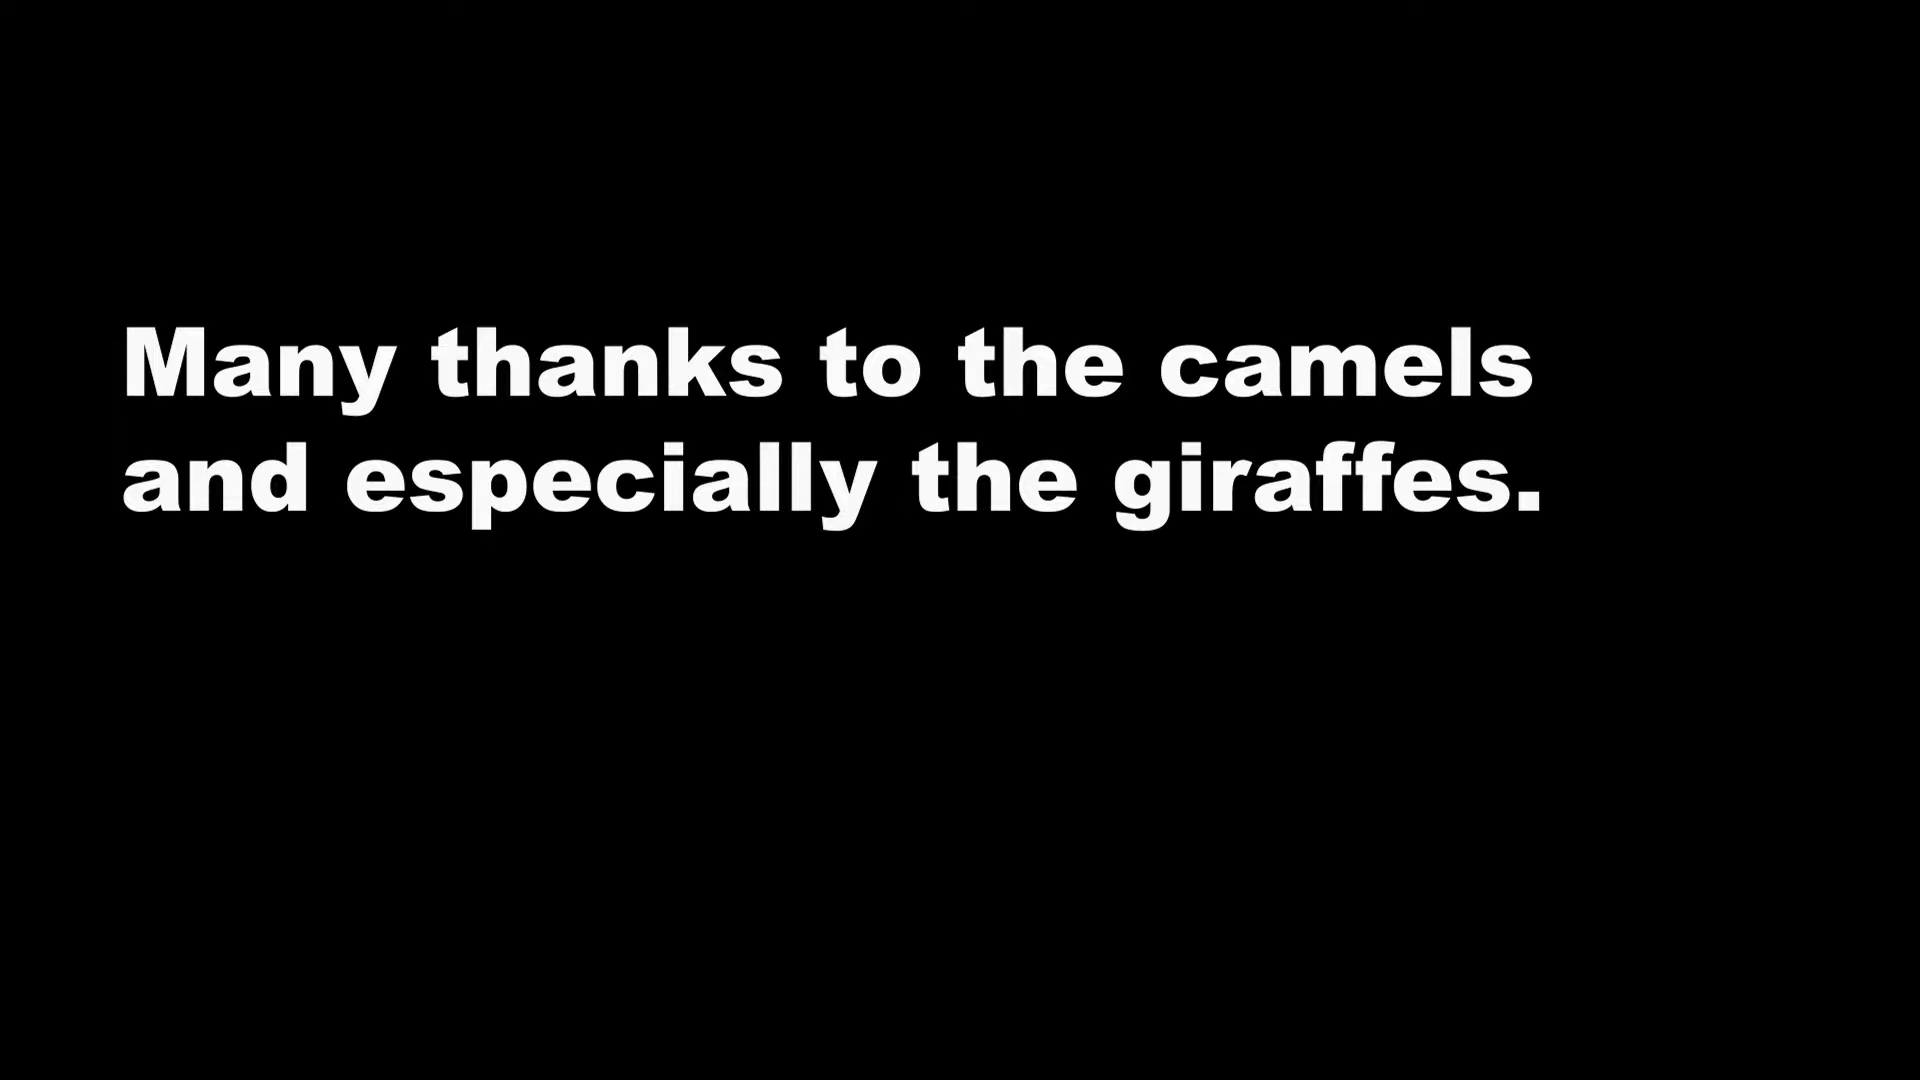 Many thanks to the camels
and especially the giraffes.